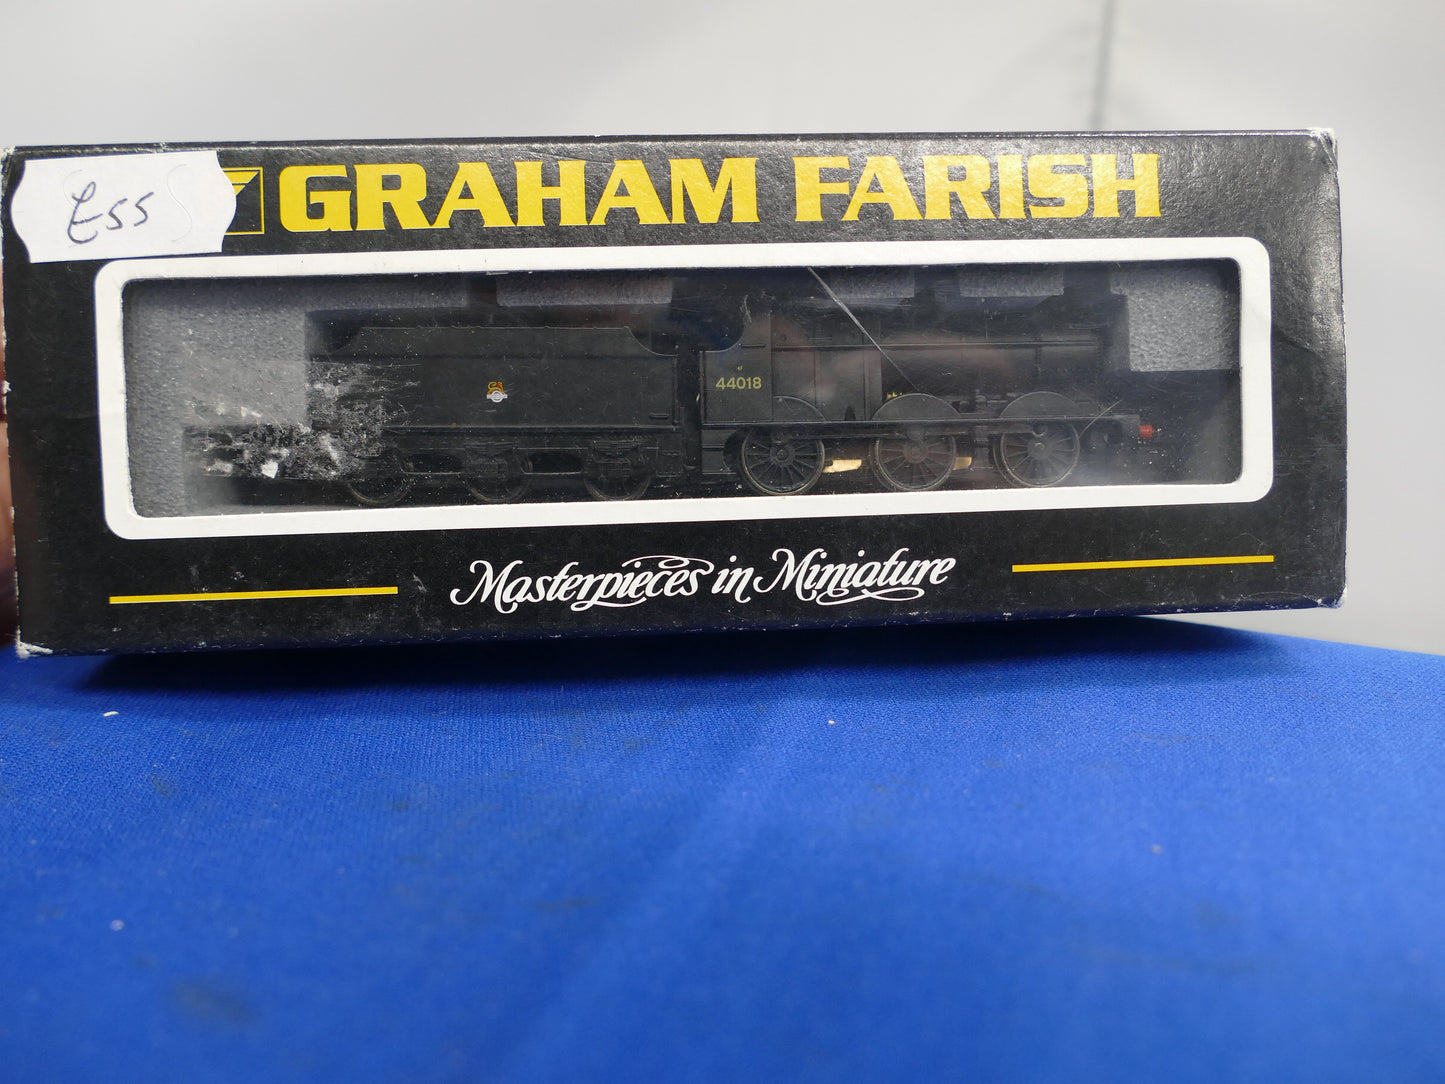 £55
GRAHAM FARISH
44018
Masterpieces in Miniature